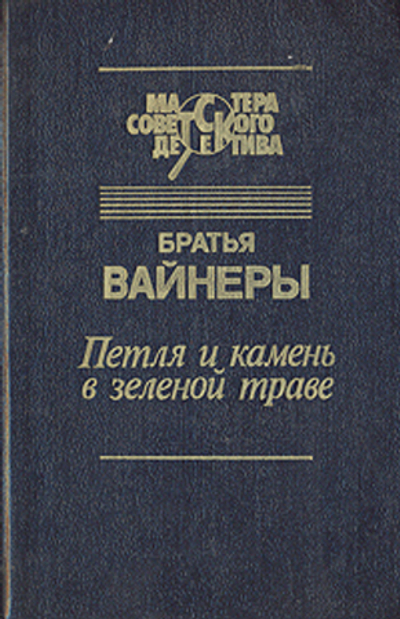 МАСТЕРА
СОВЕТСКОГО
ДЕТЕКТИВА
БРАТЬЯ
ВАЙНЕРЫ
Петля и камень
в зеленой траве